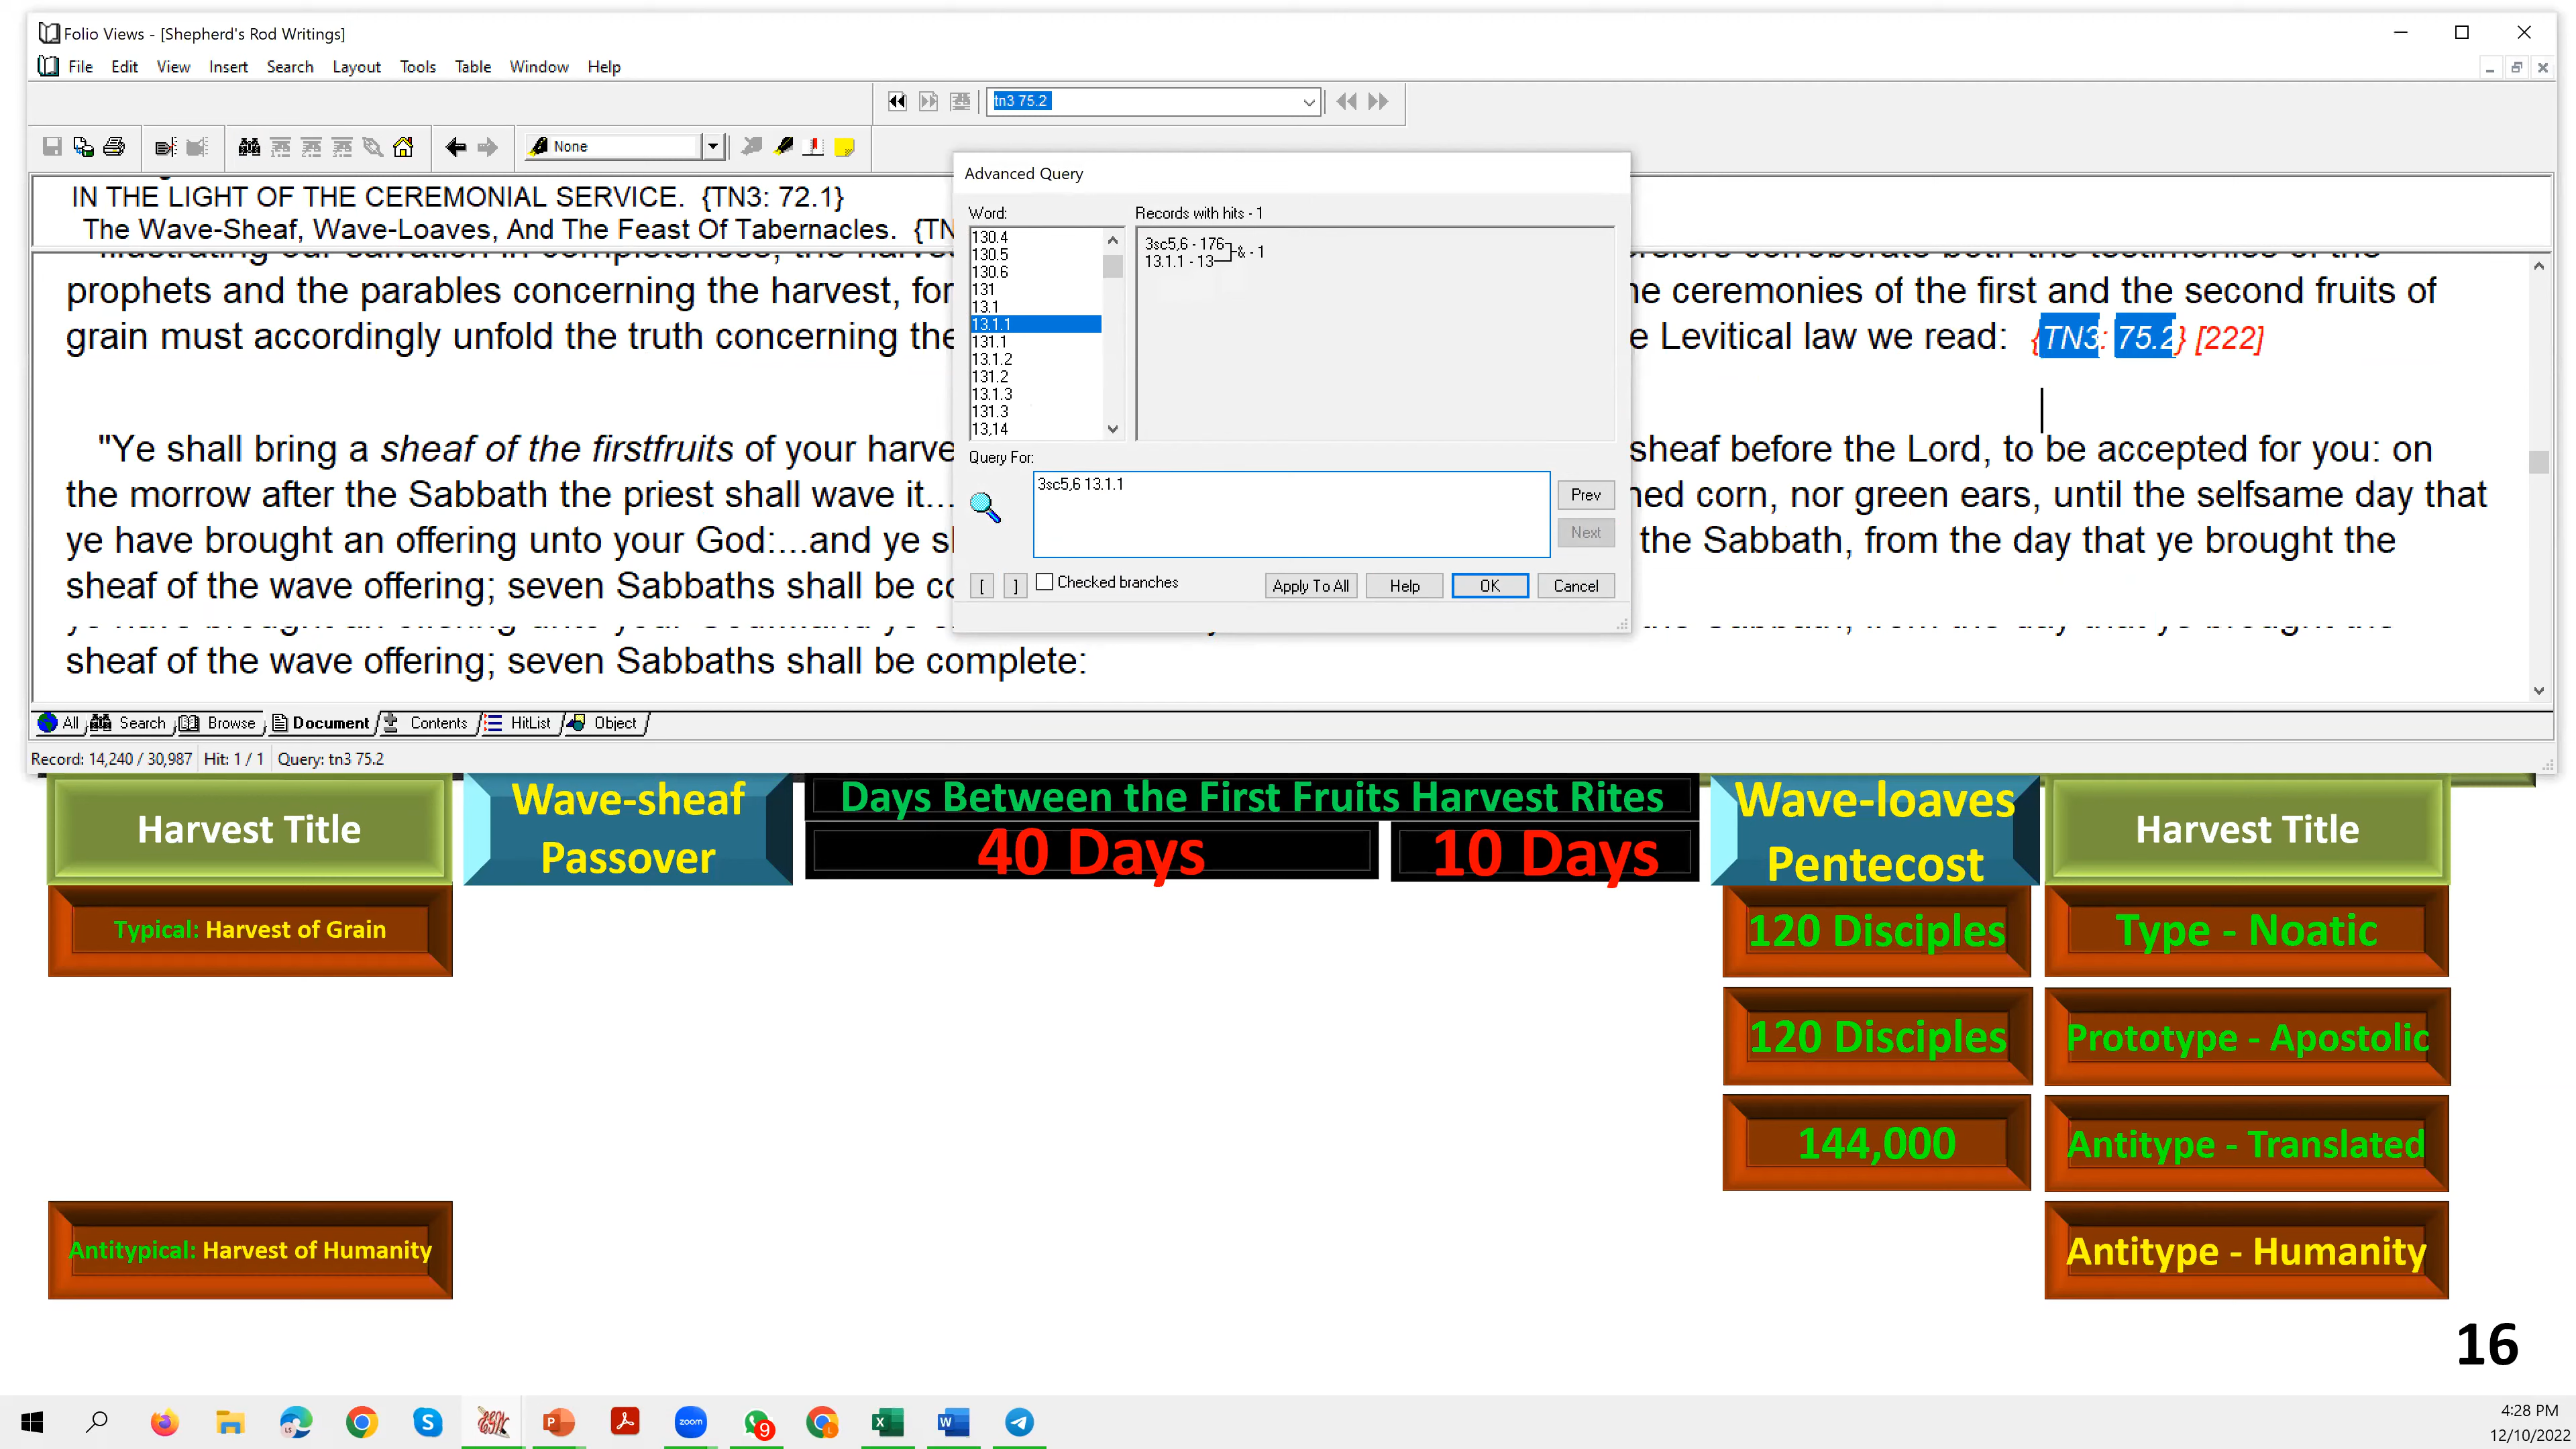 Folio Views - [Shepherd's Rod Writings]
File Edit View Insert Search Layout Tools Table Window Help
tn3 75.2
None
IN THE LIGHT OF THE CEREMONIAL SERVICE. {TN3: 72.1}
The Wave-Sheaf, Wave-Loaves, And The Feast Of Tabernacles. {TN
prophets and the parables concerning the harvest, for
ne ceremonies of the first and the second fruits of
grain must accordingly unfold the truth concerning the
e Levitical law we read: {TN3: 75.2} [222]
"Ye shall bring a sheaf of the firstfruits of your harve
sheaf before the Lord, to be accepted for you: on
the morrow after the Sabbath the priest shall wave it...
ned corn, nor green ears, until the selfsame day that
ye have brought an offering unto your God:...and ye s
the Sabbath, from the day that ye brought the
sheaf of the wave offering; seven Sabbaths shall be co
sheaf of the wave offering; seven Sabbaths shall be complete:
Advanced Query
Word:
130.4
130.5
130.6
131
13.1
13.1.1
131.1
13.1.2
131.2
13.1.3
131.3
13,14
Records with hits - 1
3sc5,6 - 176
13.1.1 - 13
& - 1
Query For:
3sc5,6 13.1.1
Prev
Next
[ ] Checked branches Apply To All Help OK Cancel
All Search Browse Document Contents HitList Object
Record: 14,240 / 30,987 Hit: 1 / 1 Query: tn3 75.2
Harvest Title
Wave-sheaf
Passover
Days Between the First Fruits Harvest Rites
40 Days
10 Days
Wave-loaves
Pentecost
Harvest Title
Typical: Harvest of Grain
120 Disciples
Type - Noatic
120 Disciples
Prototype - Apostolic
144,000
Antitype - Translated
Antitypical: Harvest of Humanity
Antitype - Humanity
16
zoom
9
4:28 PM
12/10/2022